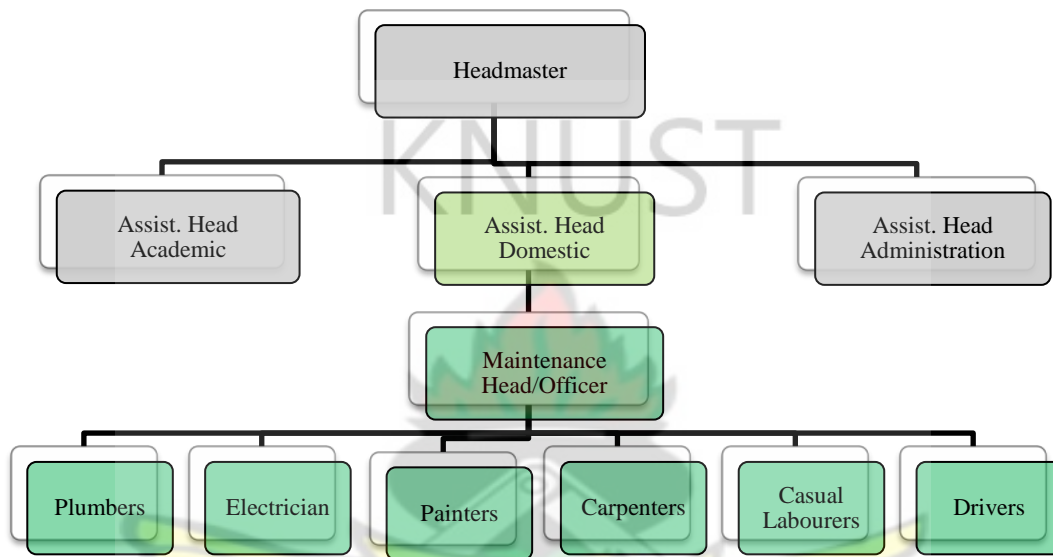 Headmaster
KNUST
Assist. Head
Academic
Assist. Head
Domestic
Assist. Head
Administration
Maintenance
Head/Officer
Plumbers
Electrician
Painters
Carpenters
Casual
Labourers
Drivers